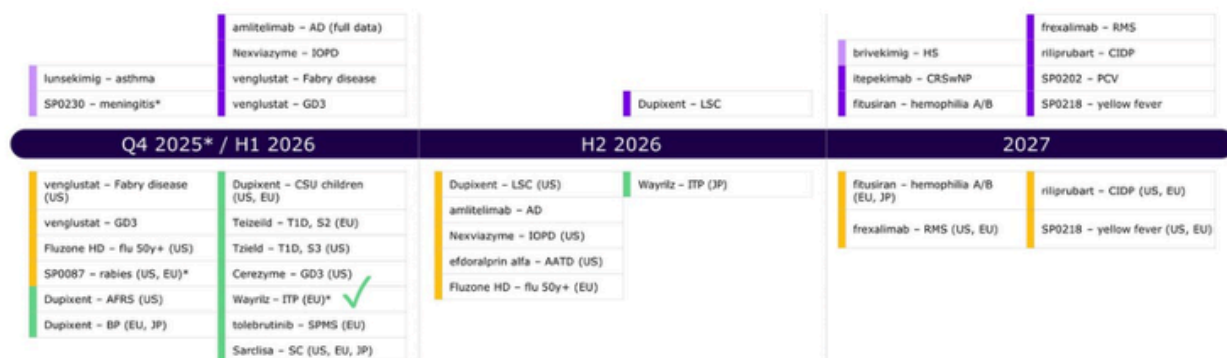 amlitelimab – AD (full data)
Nexviazyme – IOPD
lunsekimig – asthma
venglustat – Fabry disease
SP0230 – meningitis*
venglustat – GD3
Dupixent – LSC
frexalimab – RMS
brivekimig – HS
riliprubart – CIDP
itepekimab – CRSwNP
SP0202 – PCV
fitusiran – hemophilia A/B
SP0218 – yellow fever
Q4 2025* / H1 2026
H2 2026
2027
venglustat – Fabry disease
(US)
venglustat – GD3
Fluzone HD – flu 50y+ (US)
SP0087 – rabies (US, EU)*
Dupixent – AFRS (US)
Dupixent – BP (EU, JP)
Dupixent – CSU children
(US, EU)
Teizeild – T1D, S2 (EU)
Tzield – T1D, S3 (US)
Cerezyme – GD3 (US)
Wayrilz – ITP (EU)*
tolebrutinib – SPMS (EU)
Sarclisa – SC (US, EU, JP)
Dupixent – LSC (US)
amlitelimab – AD
Nexviazyme – IOPD (US)
efdoralprin alfa – AATD (US)
Fluzone HD – flu 50y+ (EU)
Wayrilz – ITP (JP)
fitusiran – hemophilia A/B
(EU, JP)
frexalimab – RMS (US, EU)
riliprubart – CIDP (US, EU)
SP0218 – yellow fever (US, EU)